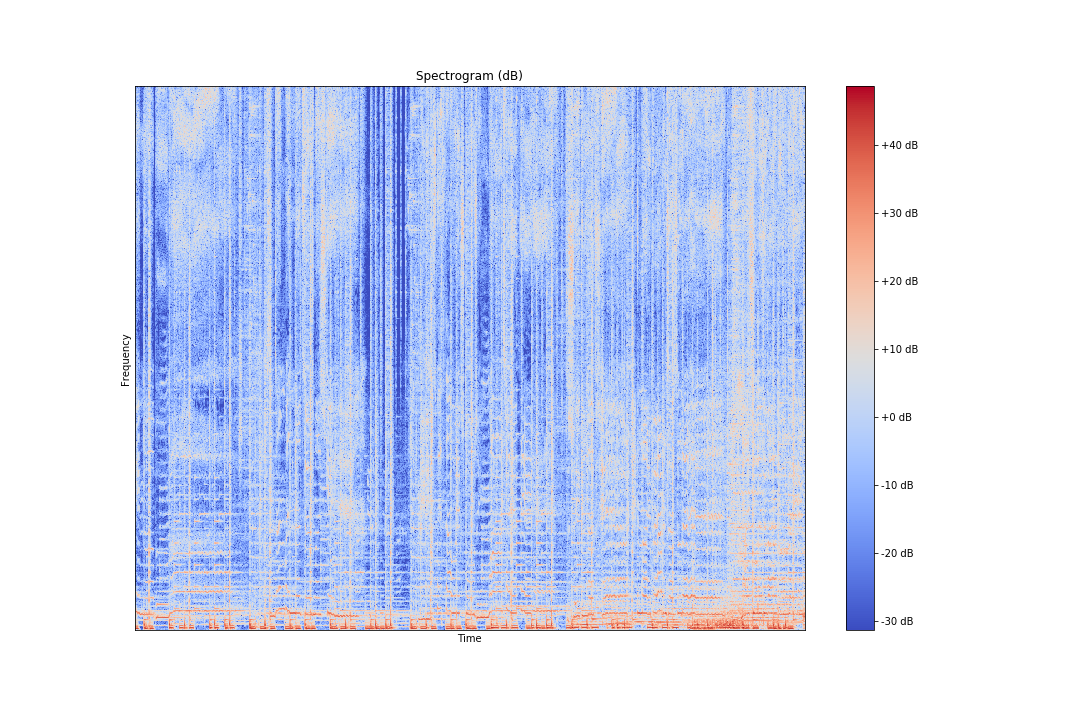 Spectrogram (dB)
Frequency
Time
+40 dB
+30 dB
+20 dB
+10 dB
+0 dB
-10 dB
-20 dB
-30 dB